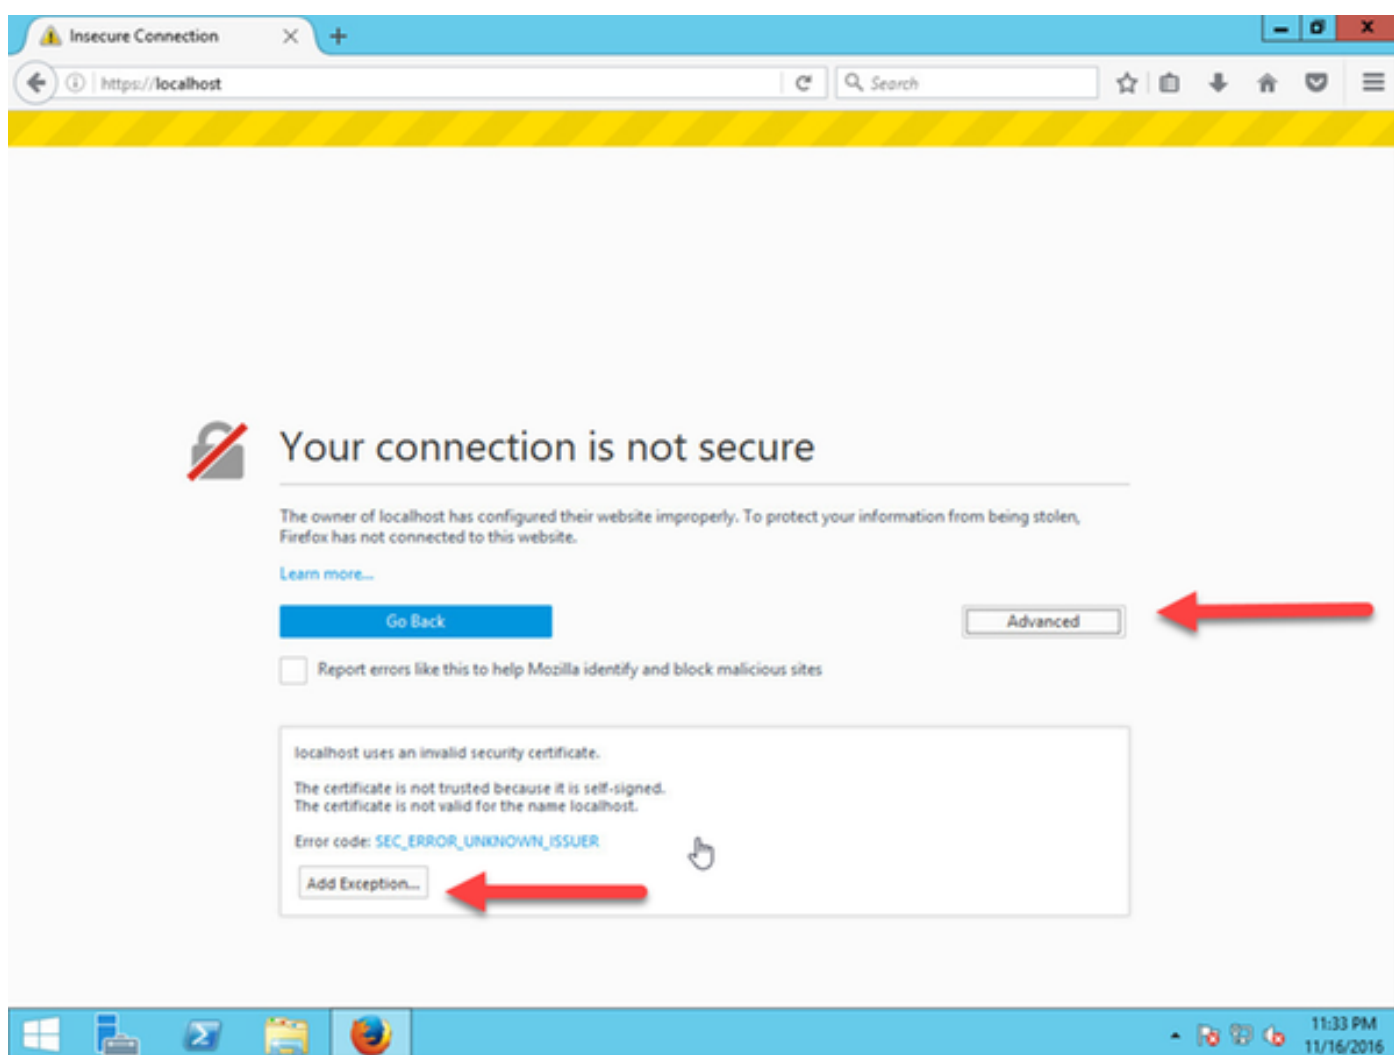 Insecure Connection
https://localhost
Search
Your connection is not secure
The owner of localhost has configured their website improperly. To protect your information from being stolen,
Firefox has not connected to this website.
Learn more...
Go Back
Advanced
Report errors like this to help Mozilla identify and block malicious sites
localhost uses an invalid security certificate.
The certificate is not trusted because it is self-signed.
The certificate is not valid for the name localhost.
Error code: SEC_ERROR_UNKNOWN_ISSUER
Add Exception...
11:33 PM
11/16/2016